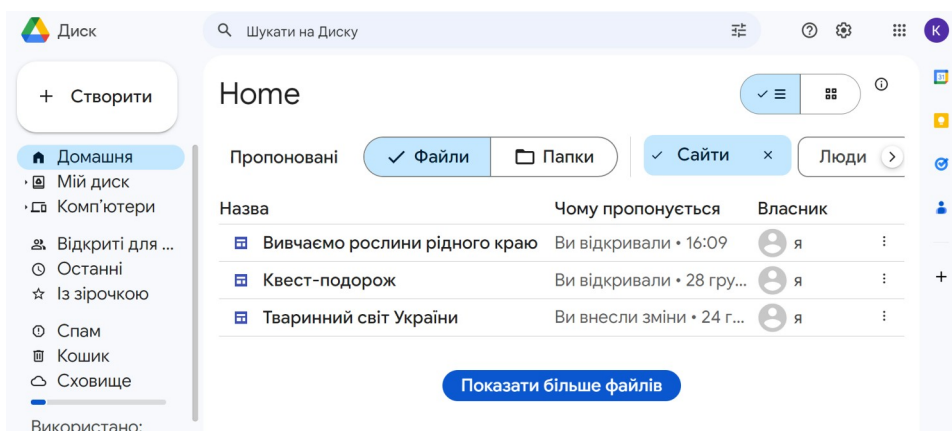 Диск
Шукати на Диску
К
31
Створити
Home
Пропоновані
Файли
Папки
Сайти
Люди
Домашня
Мій диск
Комп'ютери
Відкриті для ...
Останні
Із зірочкою
Спам
Кошик
Сховище
Використано:
Назва Чому пропонується Власник
Вивчаємо рослини рідного краю Ви відкривали • 16:09 я
Квест-подорож Ви відкривали • 28 гру... я
Тваринний світ України Ви внесли зміни • 24 г... я
Показати більше файлів